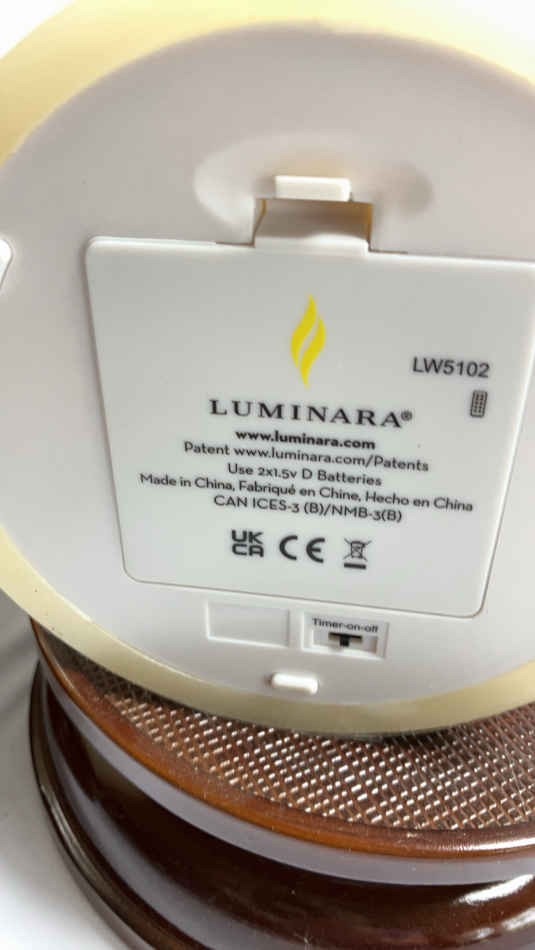 LW5102
LUMINARA®
www.luminara.com
Patent www.luminara.com/Patents
Use 2x1.5v D Batteries
Made in China, Fabriqué en Chine, Hecho en China
CAN ICES-3 (B)/NMB-3(B)
UK
CA CE
Timer-on-off